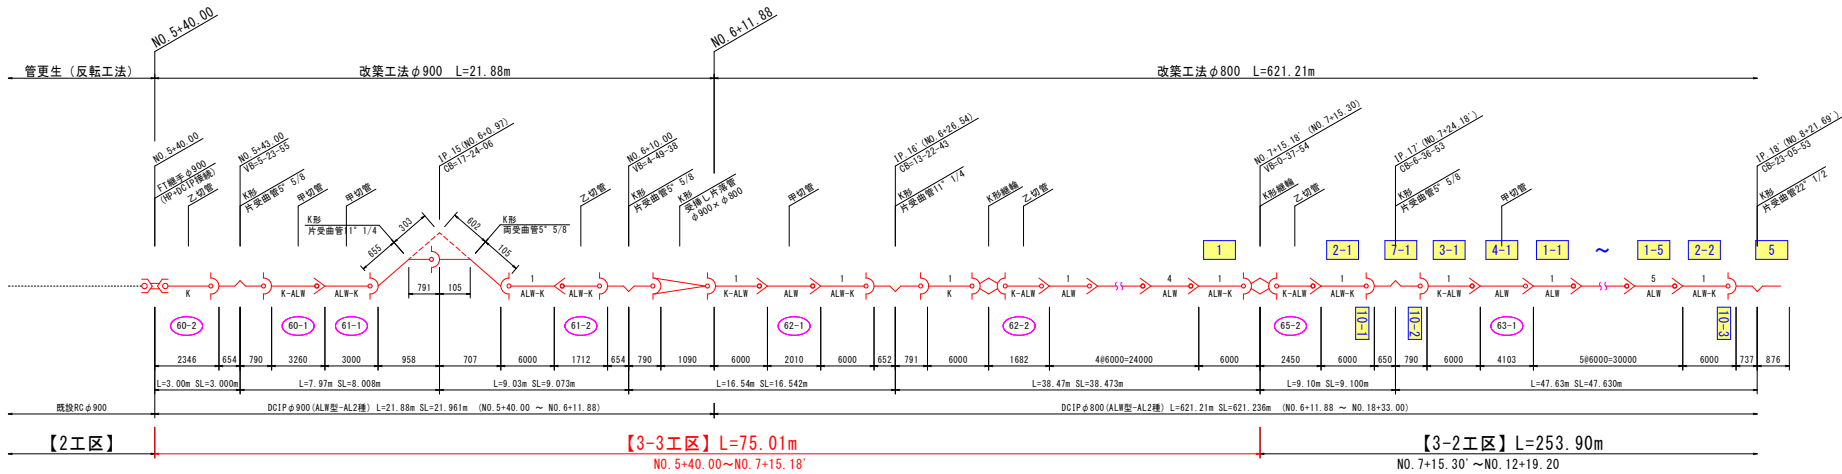 NO.5+40.00
NO.6+11.88
管更生（反転工法）
改築工法φ900 L=21.88m
改築工法φ800 L=621.21m
NO.5+40.00
FT継手φ900
(HP+DCIP接続)
乙切管
NO.5+43.00
VB=5-23-55
K形
片受曲管5° 5/8
甲切管
甲切管
K形
片受曲管11° 1/4
IP.15(NO.6+0.97)
CB=17-24-06
K形
両受曲管5° 5/8
乙切管
NO.6+10.00
VB=4-49-38
K形
片受曲管5° 5/8
K形
受挿し片落管
φ900×φ800
甲切管
IP.16'(NO.6+26.54)
CB=13-22-43
K形
片受曲管11° 1/4
K形継輪
乙切管
NO.7+15.18' (NO.7+15.30)
VB=0-37-54
K形継輪
乙切管
IP.17'(NO.7+24.18')
CB=6-36-53
K形
片受曲管5° 5/8
甲切管
IP.18'(NO.8+21.69')
CB=23-05-53
K形
片受曲管22° 1/2
655 303 602 105
791 105
1 2-1 7-1 3-1 4-1 1-1 ～ 1-5 2-2 5
1 1 1 1 1 4 1 1 1 1 5 1
K K-ALW ALW-K ALW-K ALW-K K-ALW ALW ALW-K K K-ALW ALW ALW ALW-K K-ALW ALW-K K-ALW ALW ALW ALW ALW-K
60-2 60-1 61-1 61-2 62-1 62-2 65-2 10-1 10-2 63-1 10-3
2346 654 790 3260 3000 958 707 6000 1712 654 790 1090 6000 2010 6000 652 791 6000 1682 4@6000=24000 6000 2450 6000 650 790 6000 4103 5@6000=30000 6000 737 876
L=3.00m SL=3.000m L=7.97m SL=8.008m L=9.03m SL=9.073m L=16.54m SL=16.542m L=38.47m SL=38.473m L=9.10m SL=9.100m L=47.63m SL=47.630m
既設RCφ900
DCIPφ900(ALW型-AL2種) L=21.88m SL=21.961m (NO.5+40.00 ～ NO.6+11.88)
DCIPφ800(ALW型-AL2種) L=621.21m SL=621.236m (NO.6+11.88 ～ NO.18+33.00)
【2工区】
【3-3工区】L=75.01m
【3-2工区】L=253.90m
NO.5+40.00～NO.7+15.18'
NO.7+15.30'～NO.12+19.20